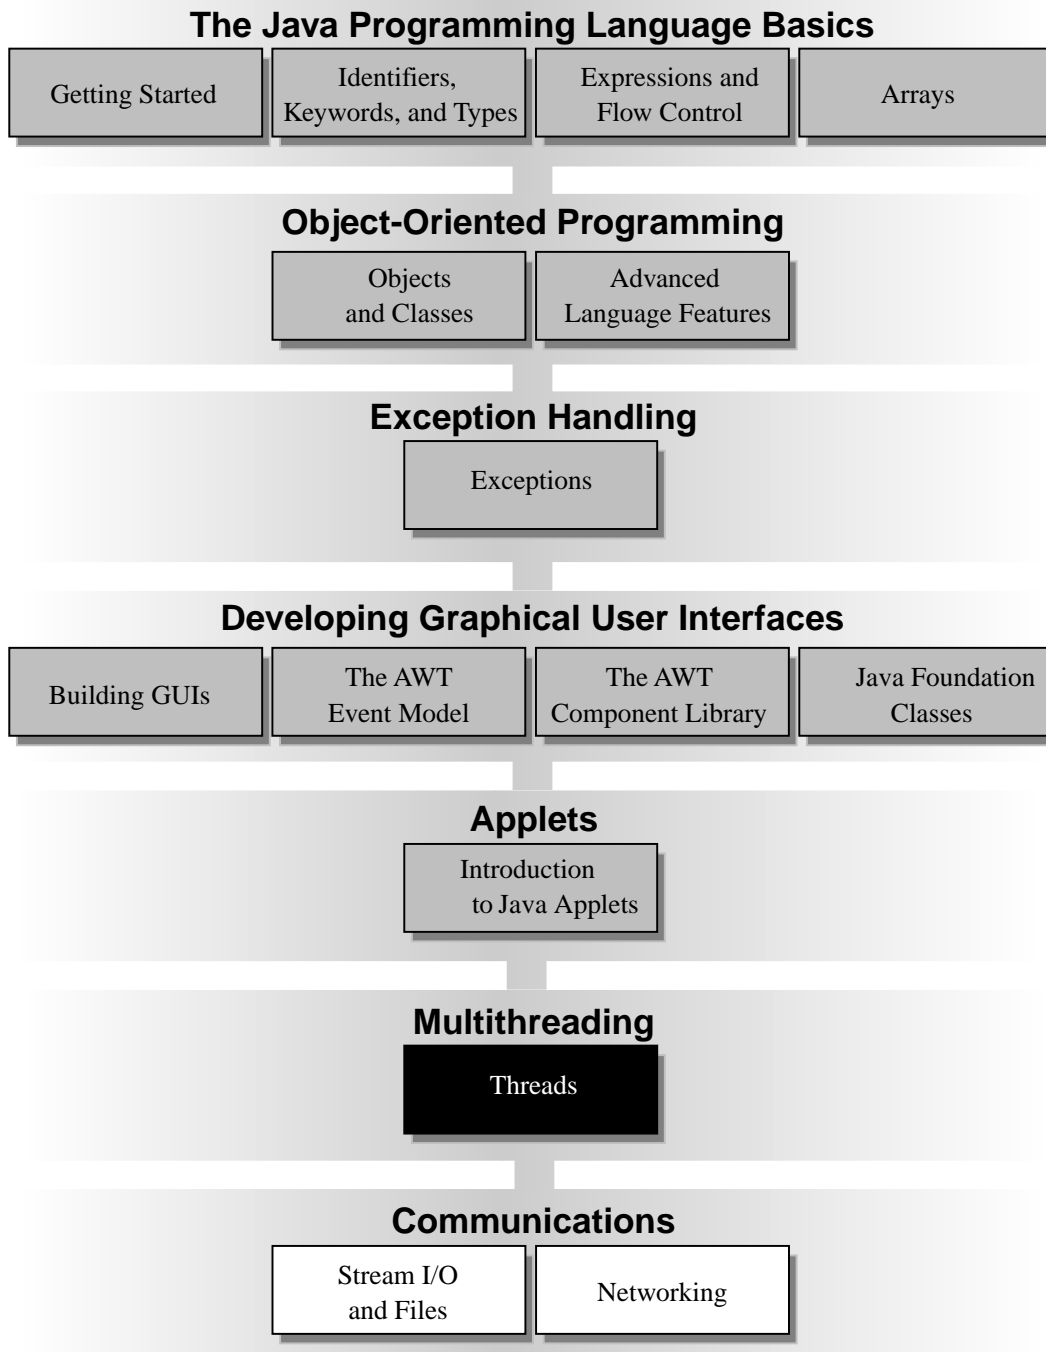 The Java Programming Language Basics
Getting Started
Identifiers,
Keywords, and Types
Expressions and
Flow Control
Arrays
Object-Oriented Programming
Objects
and Classes
Advanced
Language Features
Exception Handling
Exceptions
Developing Graphical User Interfaces
Building GUIs
The AWT
Event Model
The AWT
Component Library
Java Foundation
Classes
Applets
Introduction
to Java Applets
Multithreading
Threads
Communications
Stream I/O
and Files
Networking